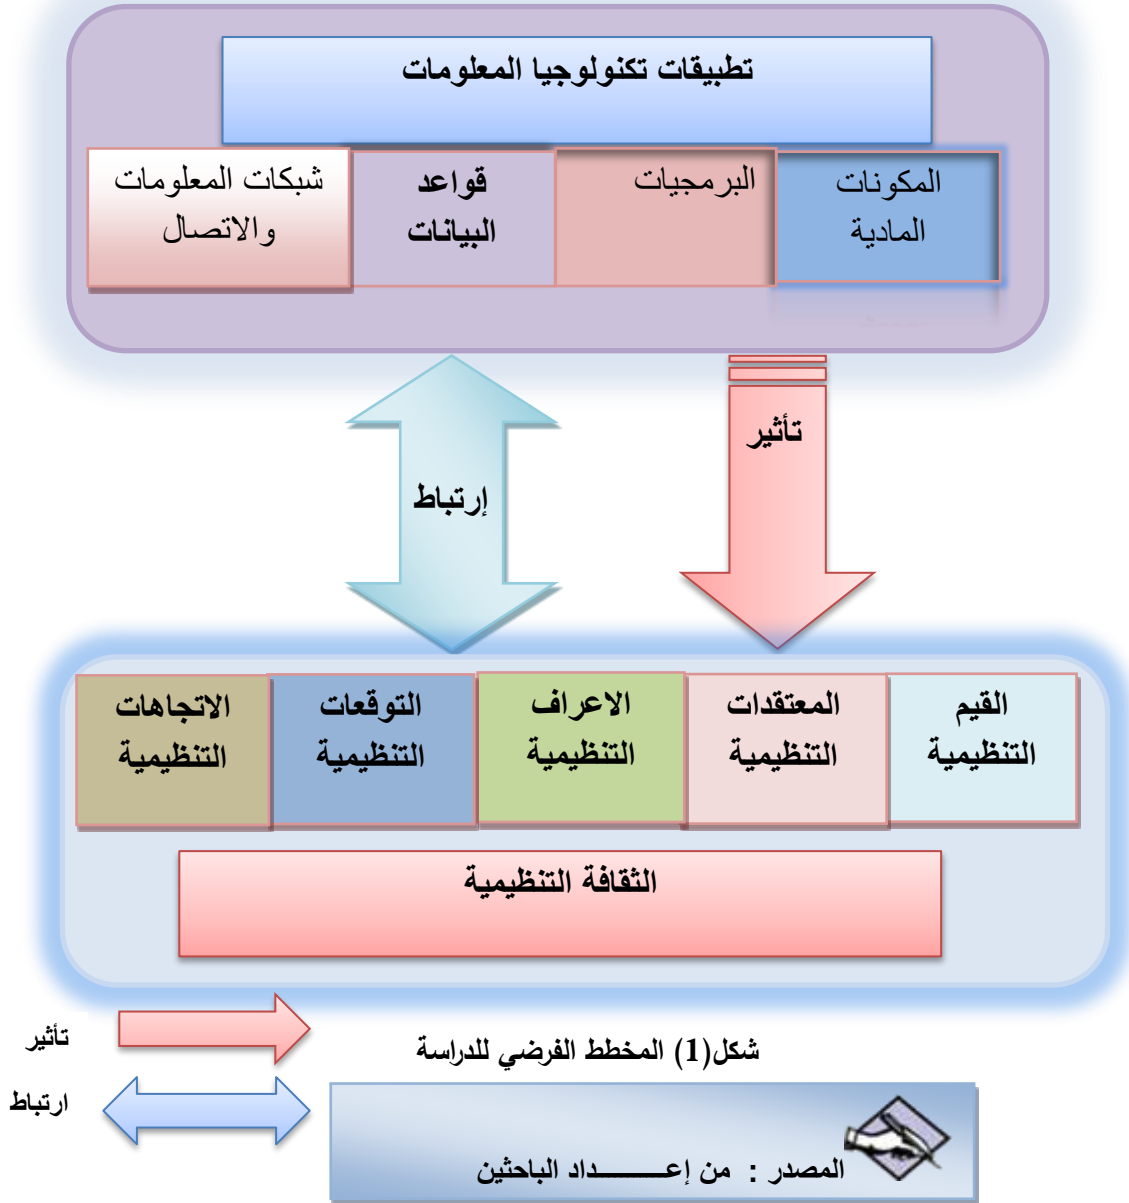 تطبيقات تكنولوجيا المعلومات
المكونات
المادية
البرمجيات
قواعد
البيانات
شبكات المعلومات
والاتصال
تأثير
إرتباط
القيم
التنظيمية
المعتقدات
التنظيمية
الاعراف
التنظيمية
التوقعات
التنظيمية
الاتجاهات
التنظيمية
الثقافة التنظيمية
تأثير
شكل(1) المخطط الفرضي للدراسة
ارتباط
المصدر : من إعـــــــــداد الباحثين